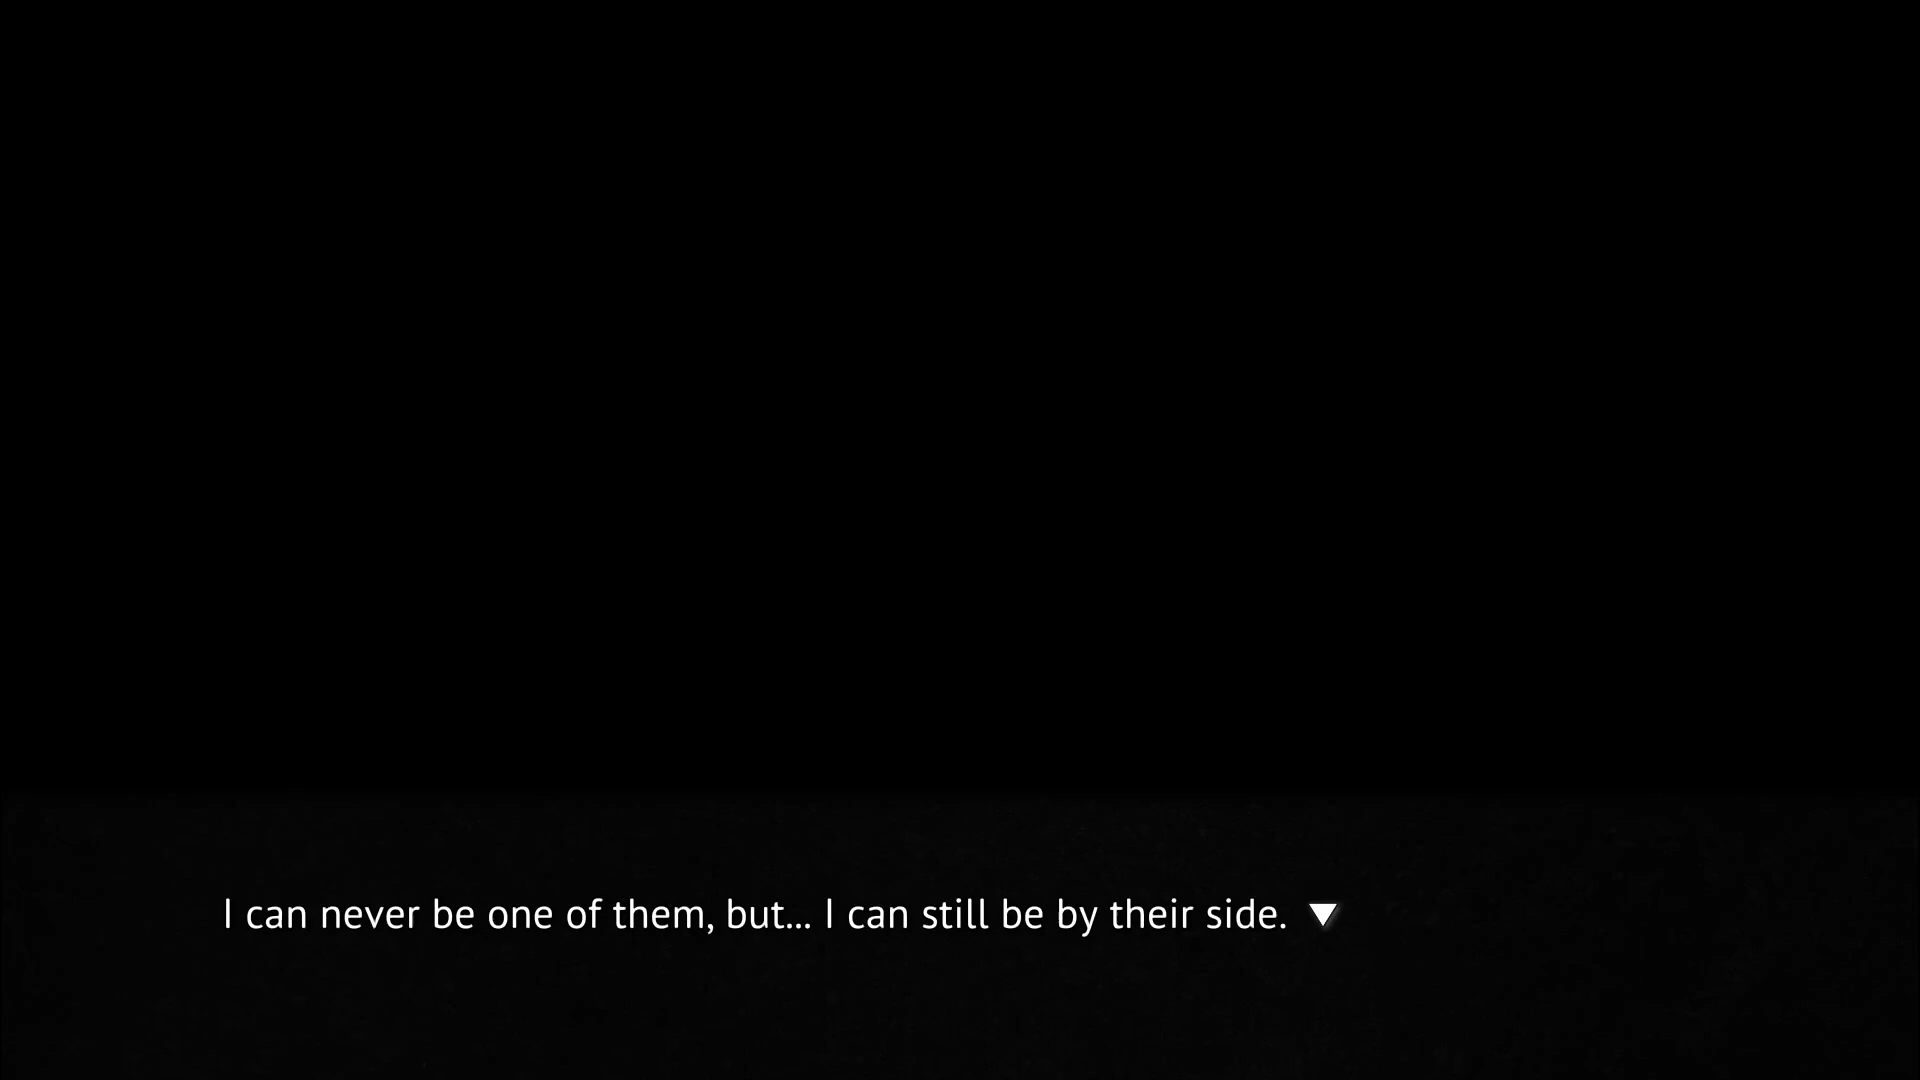 I can never be one of them, but... I can still be by their side.